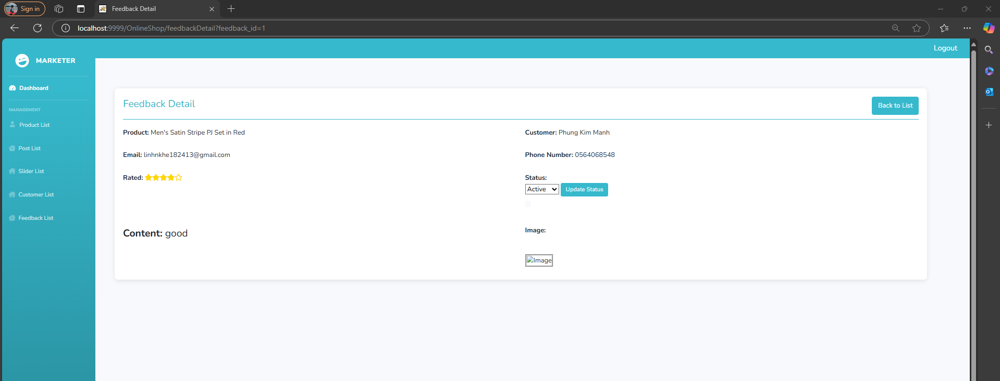 Sign in
Feedback Detail
localhost:9999/OnlineShop/feedbackDetail?feedback_id=1
Logout
MARKETER
Dashboard
MANAGEMENT
Product List
Post List
Slider List
Customer List
Feedback List
Feedback Detail
Back to List
Product: Men's Satin Stripe PJ Set in Red
Customer: Phung Kim Manh
Email: linhnkhe182413@gmail.com
Phone Number: 0564068548
Rated:
Status:
Active
Update Status
Content: good
Image:
Image